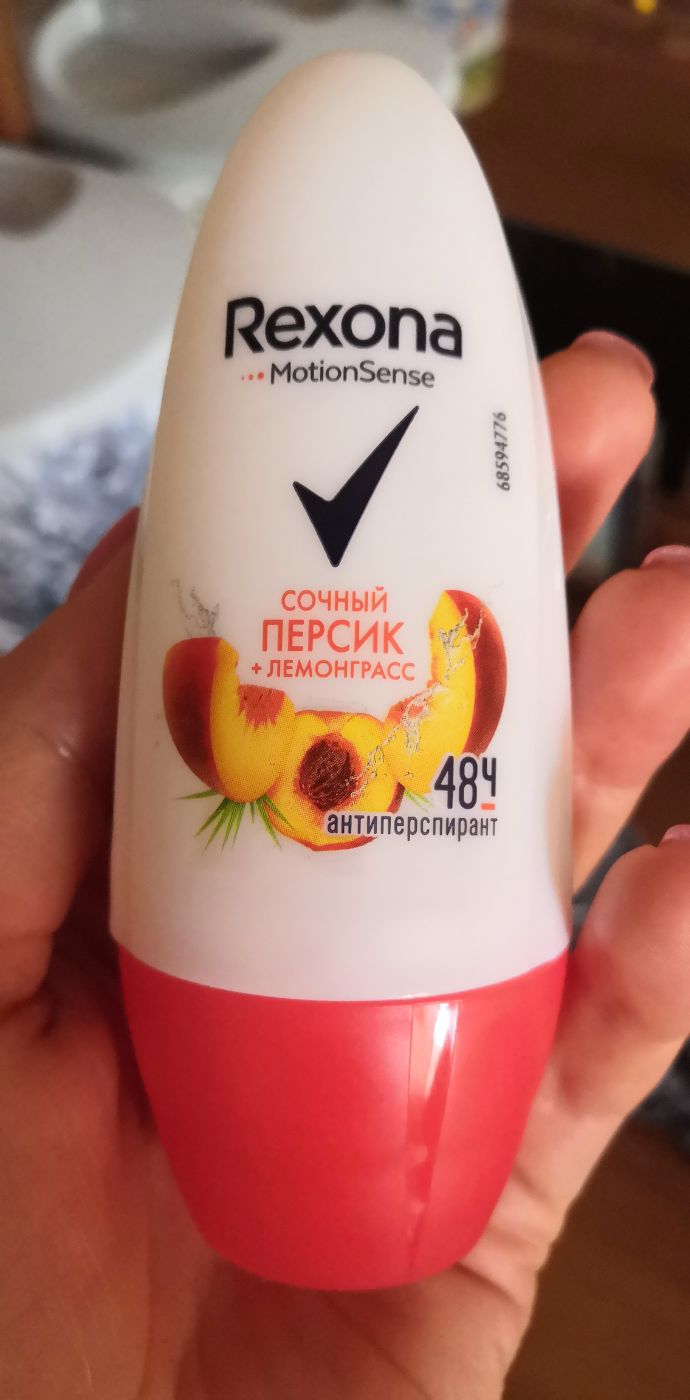 Rexona
MotionSense
68594776
СОЧНЫЙ
ПЕРСИК
+ ЛЕМОНГРАСС
48Ч
антиперспирант